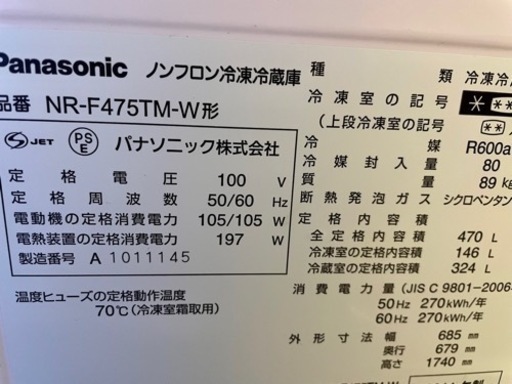 Panasonic ノンフロン冷凍冷蔵庫
品番 NR-F475TM-W形
JET PSE パナソニック株式会社
定格電圧 100 V
定格周波数 50/60 Hz
電動機の定格消費電力 105/105 W
電熱装置の定格消費電力 197 W
製造番号 A 1011145
温度ヒューズの定格動作温度
70℃(冷凍室霜取用)
種類 冷凍冷
冷凍室の記号
(上段冷凍室の記号)
冷媒 R600a
冷媒封入量 80
質量 89kg
断熱発泡ガス シクロペンタン
定格内容積
全定格内容積 470 L
冷凍室の定格内容積 146 L
冷蔵室の定格内容積 324 L
消費電力量(JIS C 9801-2006
50Hz 270kWh/年
60Hz 270kWh/年
外形寸法 幅 685 mm
奥行 679 mm
高さ 1740 mm